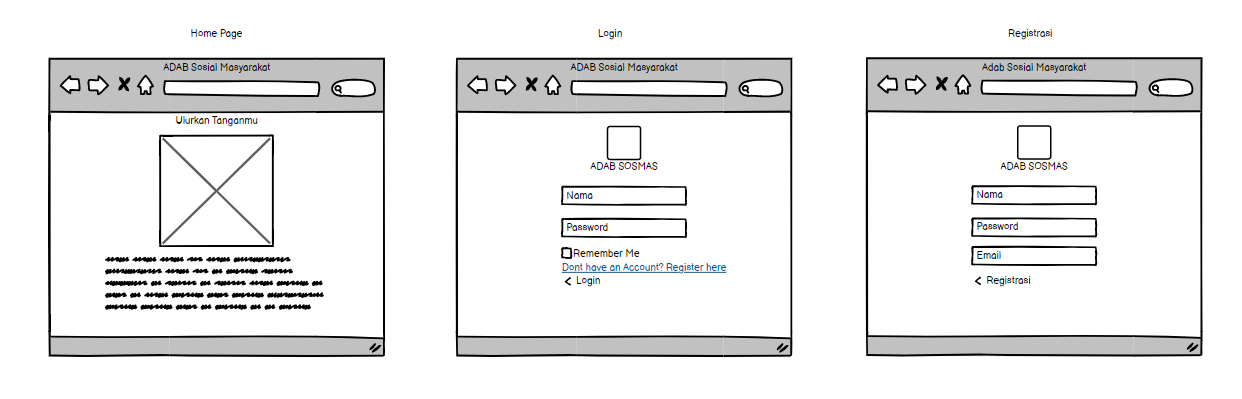 Home Page
ADAB Sosial Masyarakat
Ulurkan Tanganmu
Login
ADAB Sosial Masyarakat
ADAB SOSMAS
Nama
Password
Remember Me
Dont have an Account? Register here
Login
Registrasi
Adab Sosial Masyarakat
ADAB SOSMAS
Nama
Password
Email
Registrasi